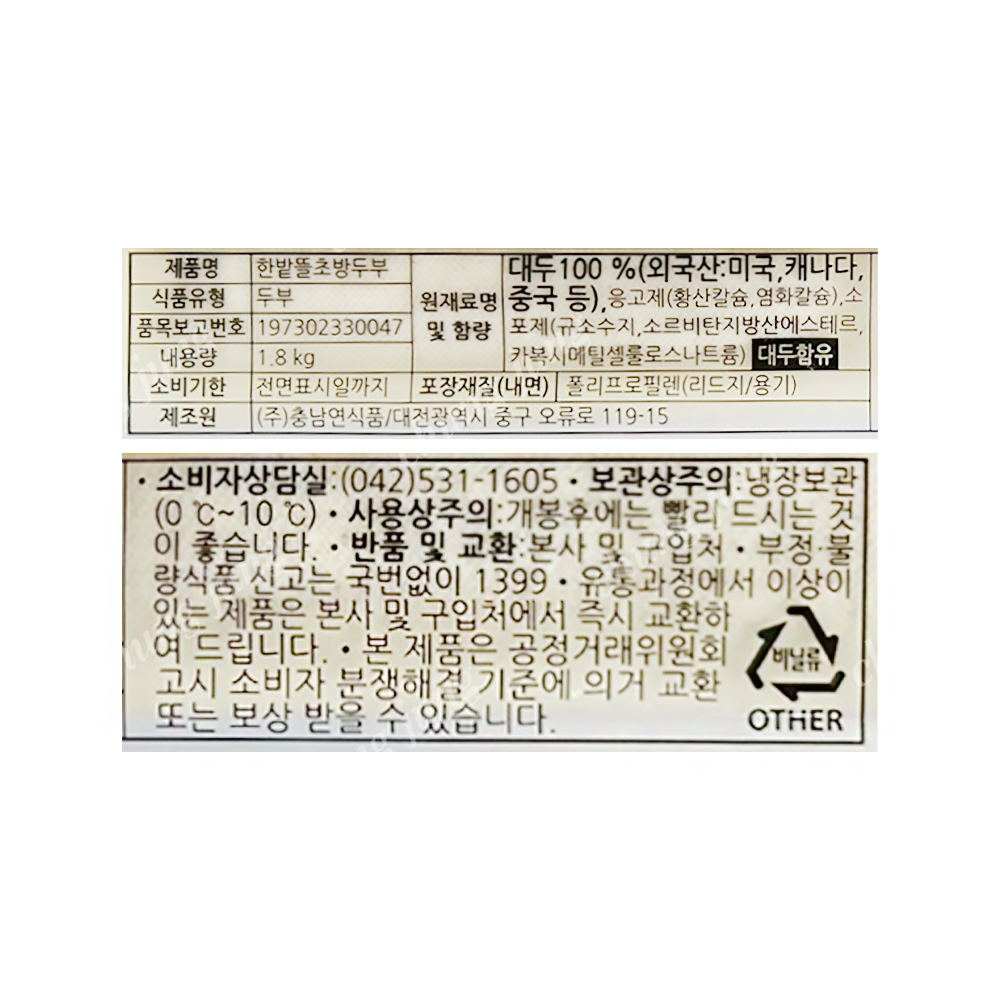 제품명 한밭뜰초방두부
식품유형 두부
품목보고번호 197302330047
내용량 1.8 kg
원재료명 및 함량
대두100 %(외국산:미국,캐나다,
중국 등),응고제(황산칼슘,염화칼슘),소
포제(규소수지,소르비탄지방산에스테르,
카복시메틸셀룰로스나트륨) 대두함유
소비기한 전면표시일까지 포장재질(내면) 폴리프로필렌(리드지/용기)
제조원 (주)충남연식품/대전광역시 중구 오류로 119-15
• 소비자상담실:(042)531-1605 • 보관상주의:냉장보관
(0 ℃~10 ℃) • 사용상주의:개봉후에는 빨리 드시는 것
이 좋습니다. • 반품 및 교환:본사 및 구입처 • 부정·불
량식품 신고는 국번없이 1399 • 유통과정에서 이상이
있는 제품은 본사 및 구입처에서 즉시 교환하
여 드립니다. • 본 제품은 공정거래위원회
고시 소비자 분쟁해결 기준에 의거 교환
또는 보상 받을 수 있습니다.
비닐류
OTHER